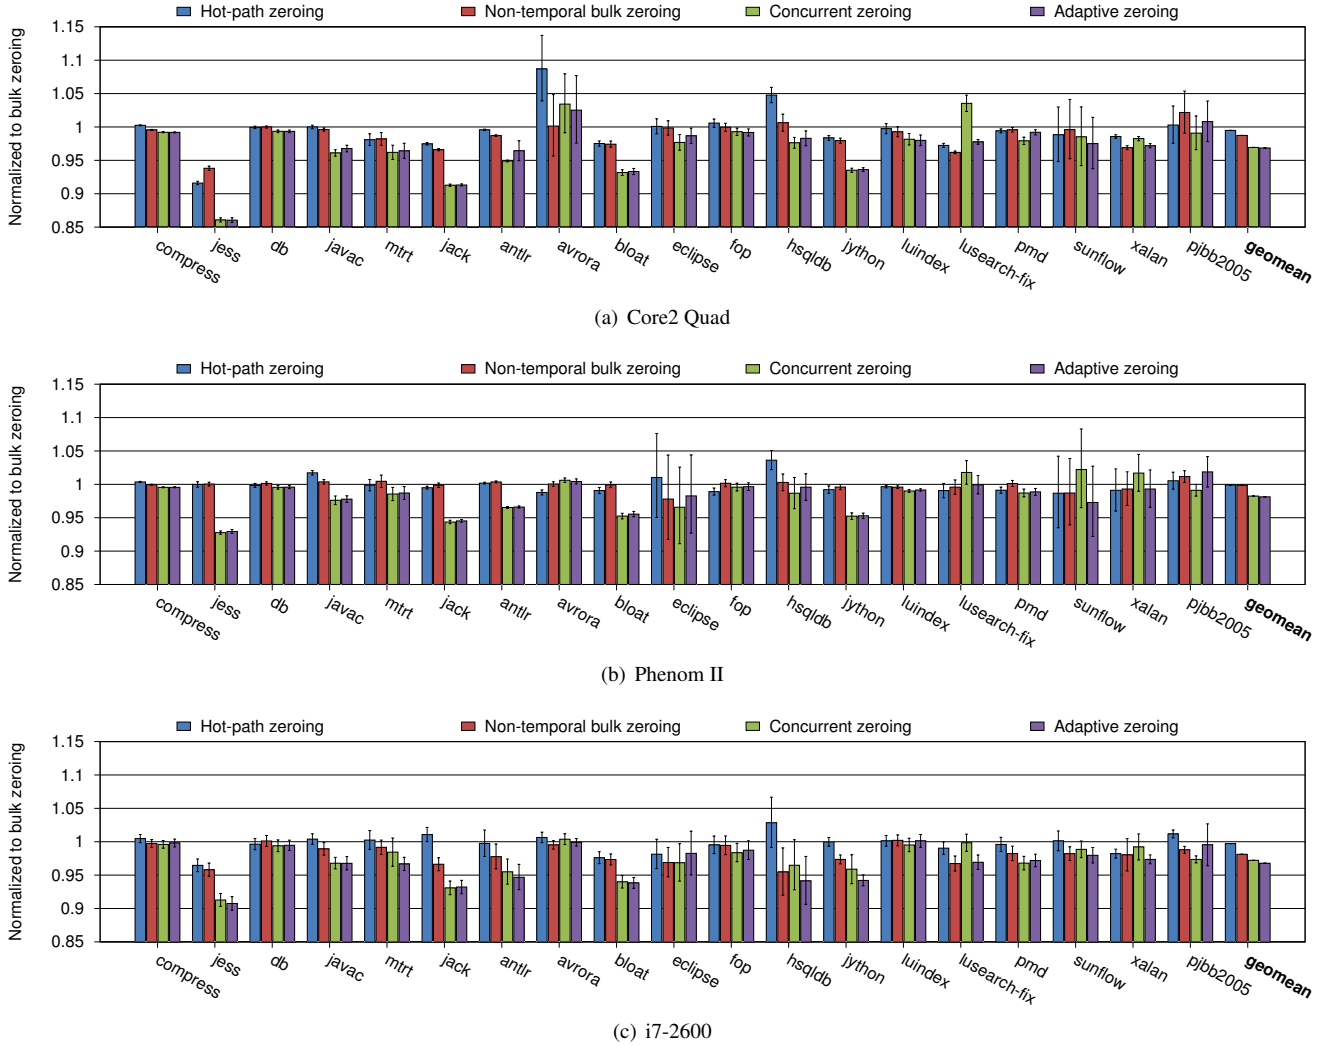 Hot-path zeroing Non-temporal bulk zeroing Concurrent zeroing Adaptive zeroing
Normalized to bulk zeroing
1.15
1.1
1.05
1
0.95
0.9
0.85
compress jess db javac mtrt jack antlr avrora bloat eclipse fop hsqldb jython luindex lusearch-fix pmd sunflow xalan pjbb2005 geomean
(a) Core2 Quad
Hot-path zeroing Non-temporal bulk zeroing Concurrent zeroing Adaptive zeroing
Normalized to bulk zeroing
1.15
1.1
1.05
1
0.95
0.9
0.85
compress jess db javac mtrt jack antlr avrora bloat eclipse fop hsqldb jython luindex lusearch-fix pmd sunflow xalan pjbb2005 geomean
(b) Phenom II
Hot-path zeroing Non-temporal bulk zeroing Concurrent zeroing Adaptive zeroing
Normalized to bulk zeroing
1.15
1.1
1.05
1
0.95
0.9
0.85
compress jess db javac mtrt jack antlr avrora bloat eclipse fop hsqldb jython luindex lusearch-fix pmd sunflow xalan pjbb2005 geomean
(c) i7-2600